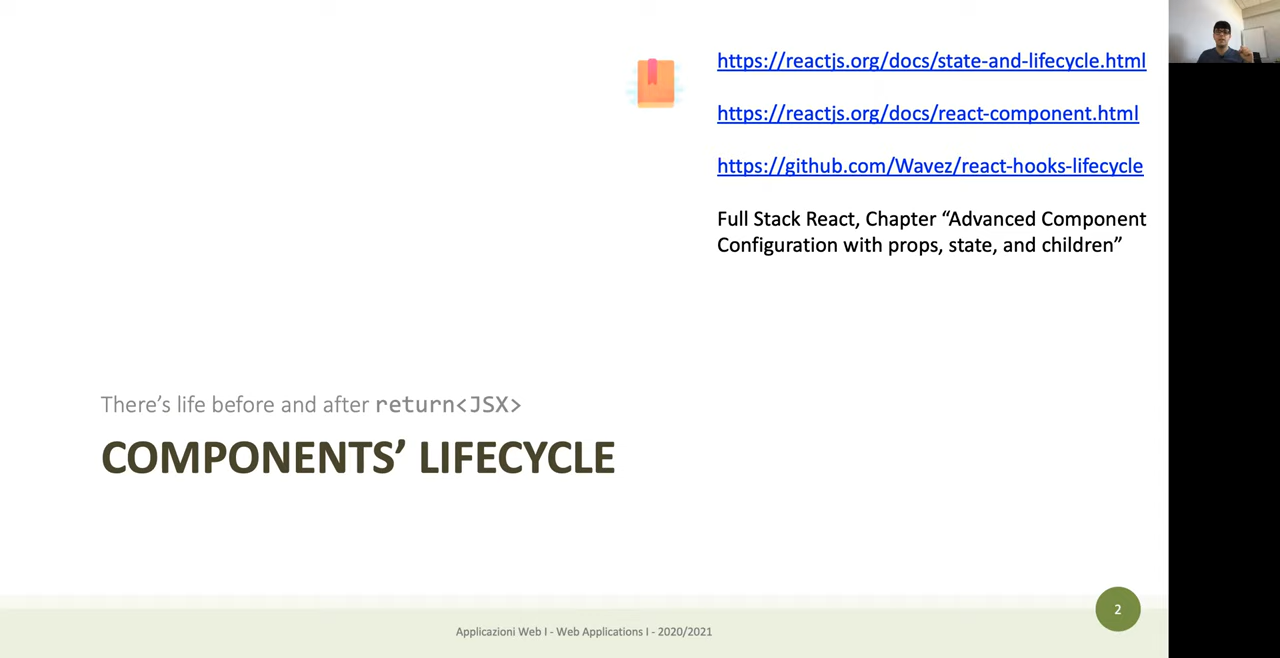 https://reactjs.org/docs/state-and-lifecycle.html
https://reactjs.org/docs/react-component.html
https://github.com/Wavez/react-hooks-lifecycle
Full Stack React, Chapter “Advanced Component
Configuration with props, state, and children”
There’s life before and after return<JSX>
COMPONENTS’ LIFECYCLE
2
Applicazioni Web I - Web Applications I - 2020/2021